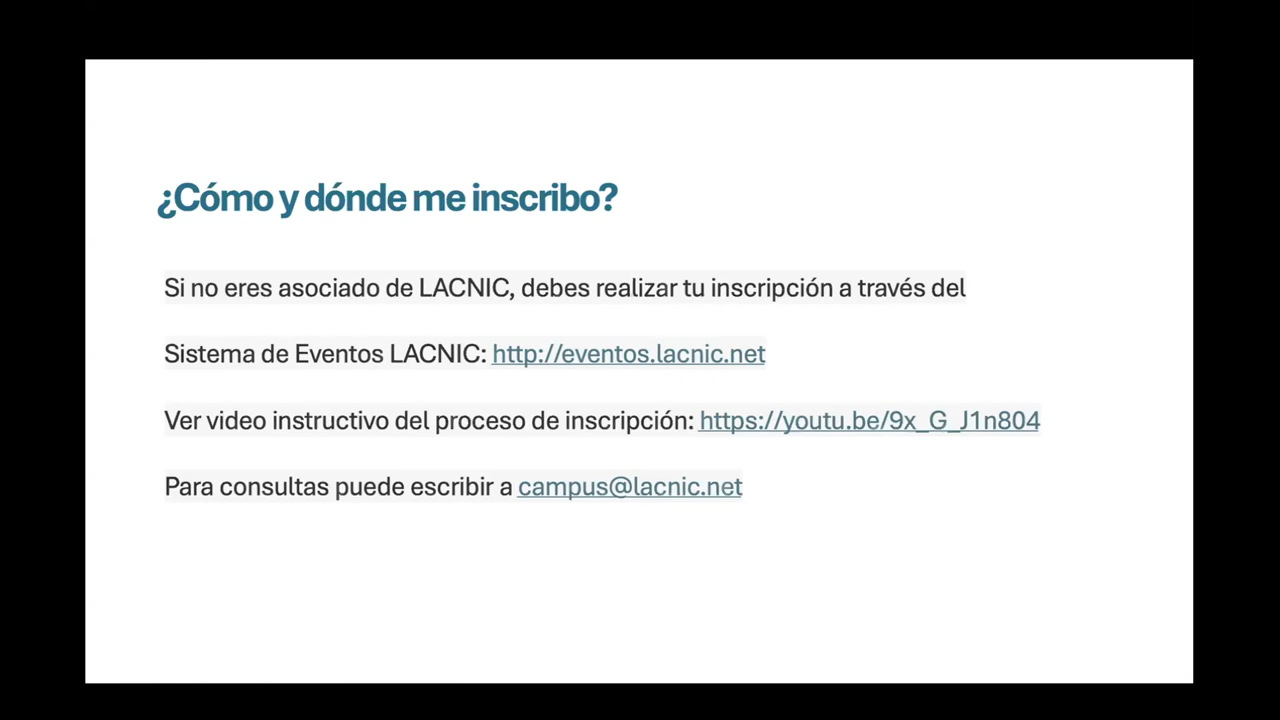 ¿Cómo y dónde me inscribo?
Si no eres asociado de LACNIC, debes realizar tu inscripción a través del
Sistema de Eventos LACNIC: http://eventos.lacnic.net
Ver video instructivo del proceso de inscripción: https://youtu.be/9x_G_J1n804
Para consultas puede escribir a campus@lacnic.net